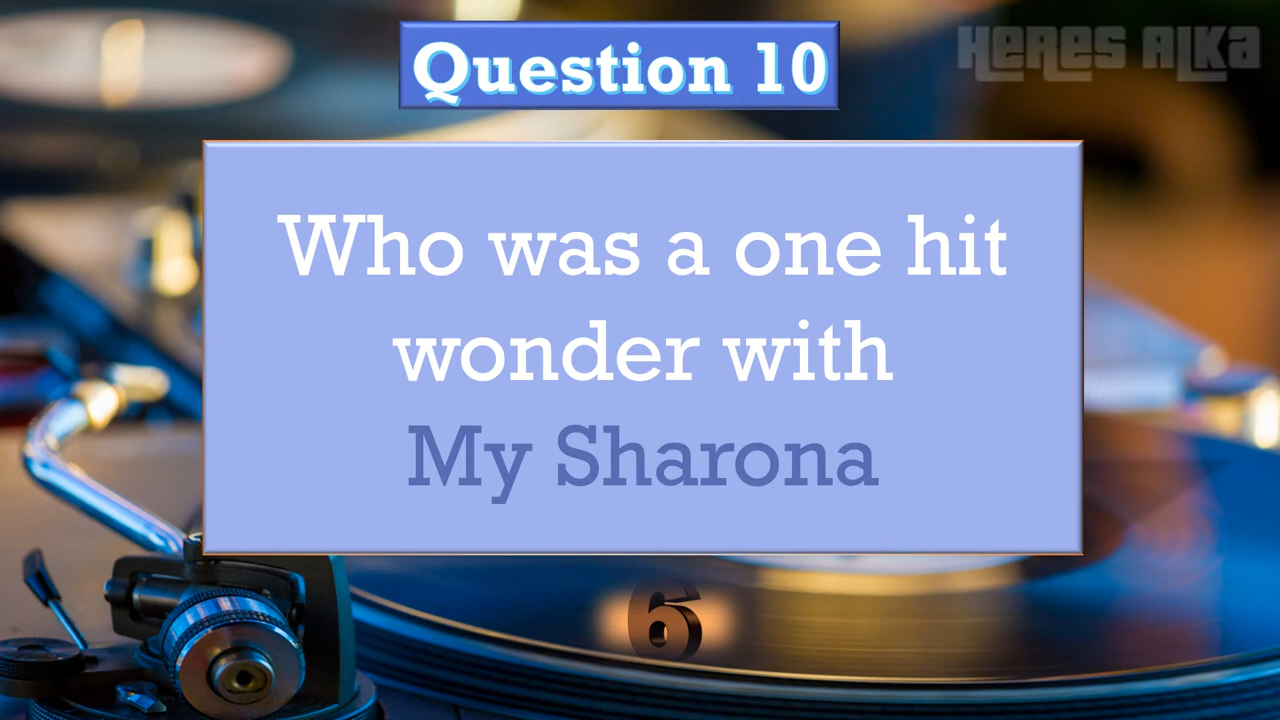 HERES ALKA
Question 10
Who was a one hit
wonder with
My Sharona
6